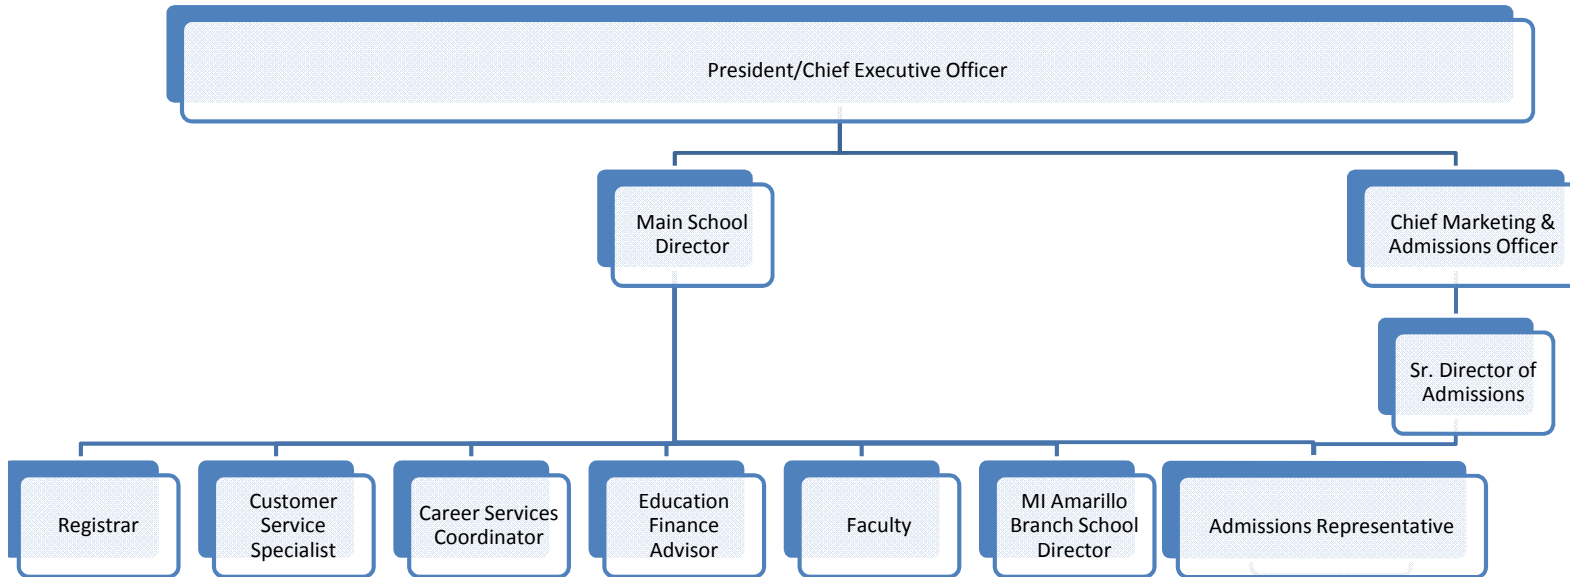 President/Chief Executive Officer
Main School
Director
Chief Marketing &
Admissions Officer
Sr. Director of
Admissions
Registrar
Customer
Service
Specialist
Career Services
Coordinator
Education
Finance
Advisor
Faculty
MI Amarillo
Branch School
Director
Admissions Representative